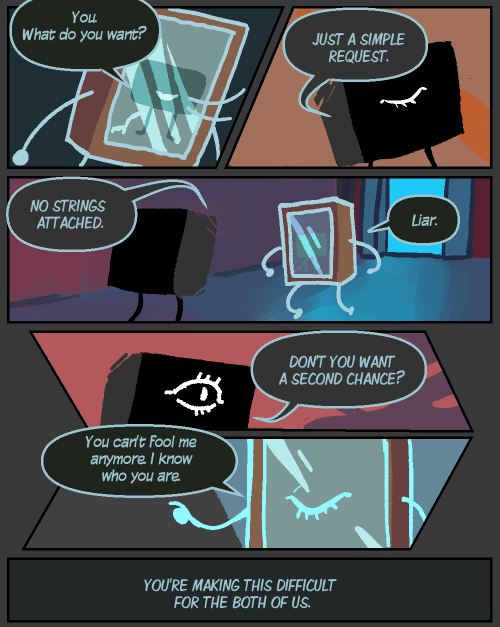 You.
What do you want?
JUST A SIMPLE
REQUEST.
NO STRINGS
ATTACHED.
Liar.
DON'T YOU WANT
A SECOND CHANCE?
You can't fool me
anymore. I know
who you are.
YOU'RE MAKING THIS DIFFICULT
FOR THE BOTH OF US.